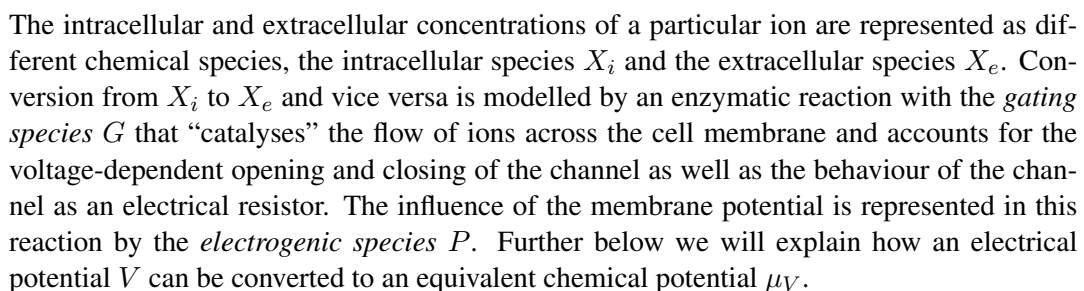 The intracellular and extracellular concentrations of a particular ion are represented as dif-
ferent chemical species, the intracellular species X_i and the extracellular species X_e. Con-
version from X_i to X_e and vice versa is modelled by an enzymatic reaction with the gating
species G that “catalyses” the flow of ions across the cell membrane and accounts for the
voltage-dependent opening and closing of the channel as well as the behaviour of the chan-
nel as an electrical resistor. The influence of the membrane potential is represented in this
reaction by the electrogenic species P. Further below we will explain how an electrical
potential V can be converted to an equivalent chemical potential μ_V.